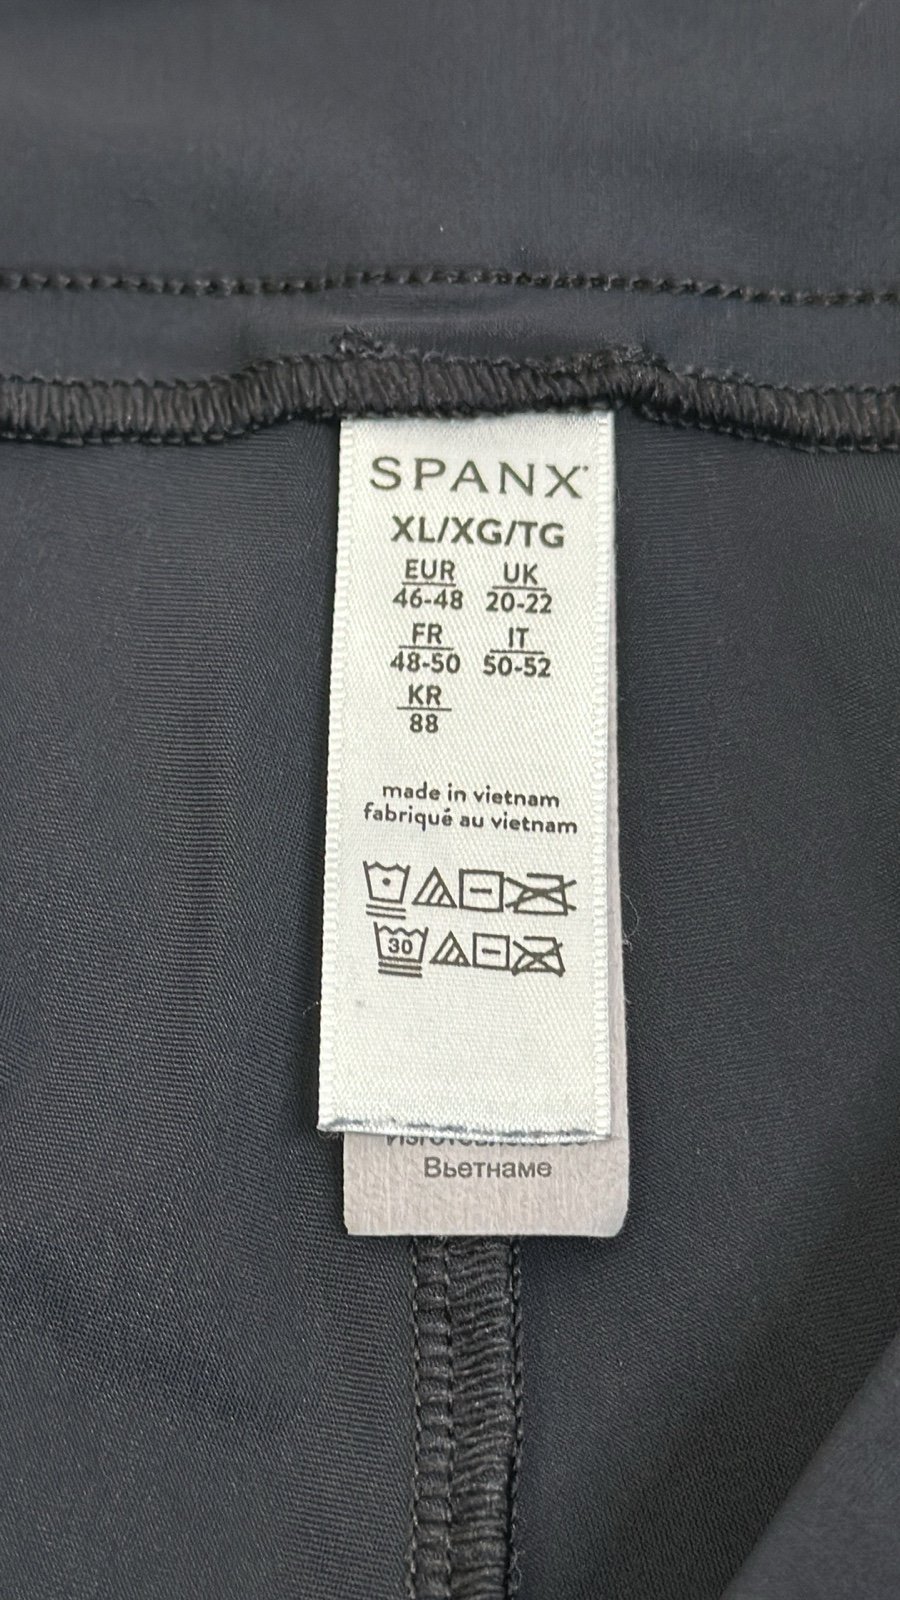 SPANX
XL/XG/TG
EUR UK
46-48 20-22
FR IT
48-50 50-52
KR
88
made in vietnam
fabriqué au vietnam
30
Вьетнаме